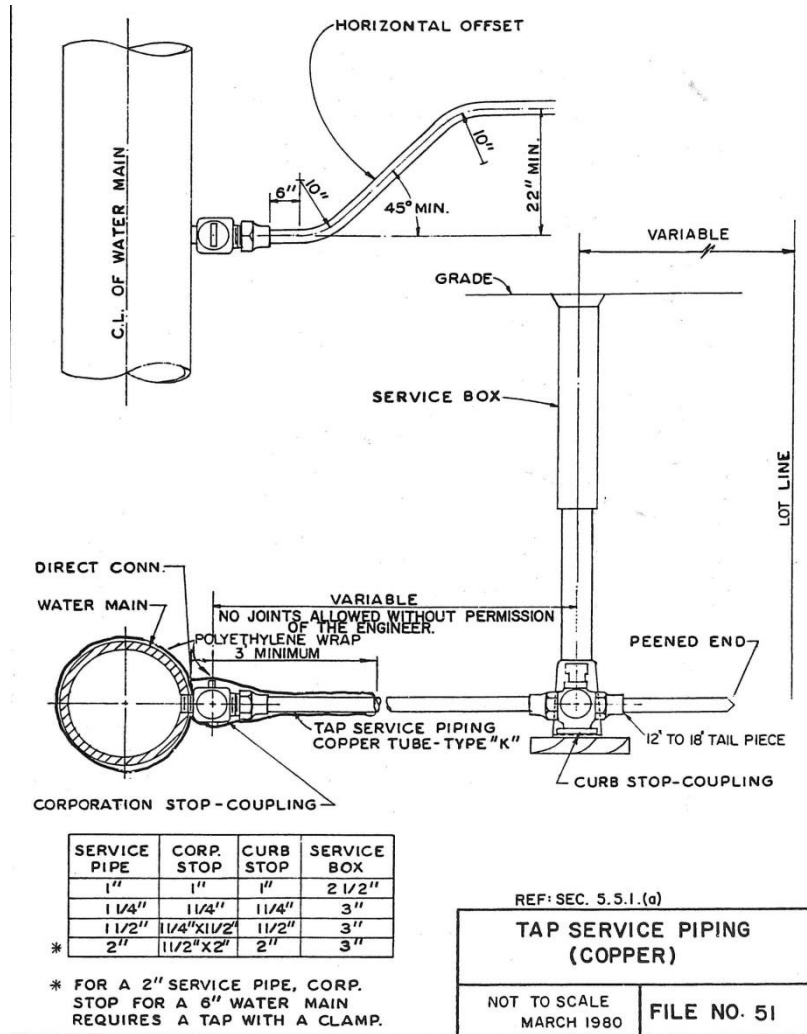 HORIZONTAL OFFSET
10"
6"
10"
45° MIN.
22" MIN.
C.L. OF WATER MAIN
VARIABLE
GRADE
SERVICE BOX
LOT LINE
DIRECT CONN.
WATER MAIN
VARIABLE
NO JOINTS ALLOWED WITHOUT PERMISSION
OF THE ENGINEER.
POLYETHYLENE WRAP
3' MINIMUM
PEENED END
TAP SERVICE PIPING
COPPER TUBE-TYPE "K"
12" TO 18" TAIL PIECE
CURB STOP-COUPLING
CORPORATION STOP-COUPLING
SERVICE PIPE CORP. STOP CURB STOP SERVICE BOX
1" 1" 1" 2 1/2"
1 1/4" 1 1/4" 1 1/4" 3"
1 1/2" 1 1/4"X1 1/2" 1 1/2" 3"
* 2" 1 1/2"X2" 2" 3"
* FOR A 2" SERVICE PIPE, CORP.
STOP FOR A 6" WATER MAIN
REQUIRES A TAP WITH A CLAMP.
REF: SEC. 5.5.1.(a)
TAP SERVICE PIPING
(COPPER)
NOT TO SCALE
MARCH 1980
FILE NO. 51